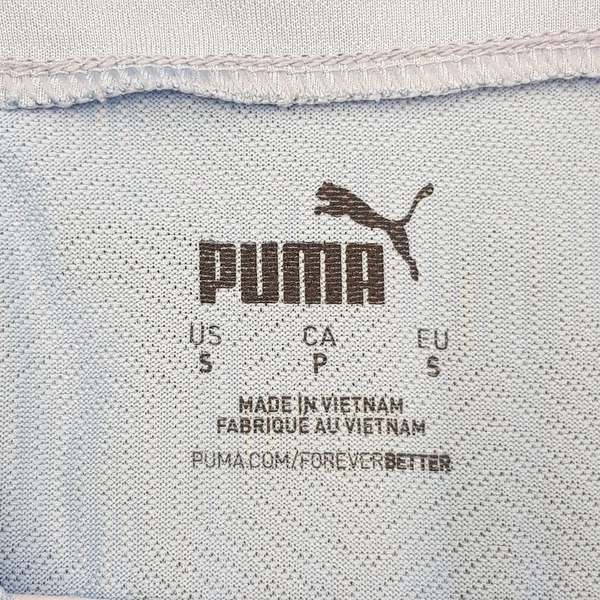 PUMA
US CA EU
S P S
MADE IN VIETNAM
FABRIQUE AU VIETNAM
PUMA.COM/FOREVERBETTER